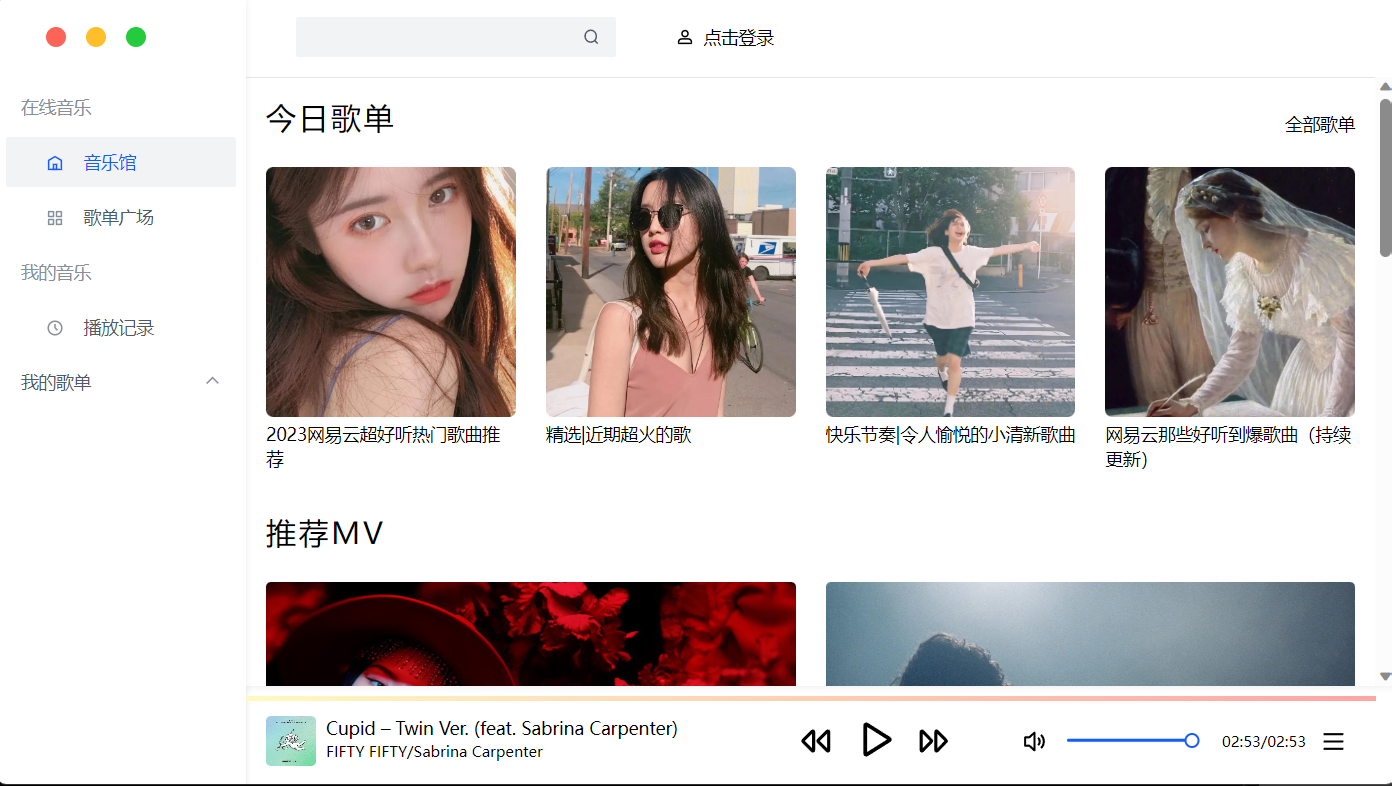 点击登录
在线音乐
音乐馆
歌单广场
我的音乐
播放记录
我的歌单
今日歌单
全部歌单
2023网易云超好听热门歌曲推
荐
精选|近期超火的歌
快乐节奏|令人愉悦的小清新歌曲
网易云那些好听到爆歌曲（持续
更新）
推荐MV
Cupid – Twin Ver. (feat. Sabrina Carpenter)
FIFTY FIFTY/Sabrina Carpenter
02:53/02:53